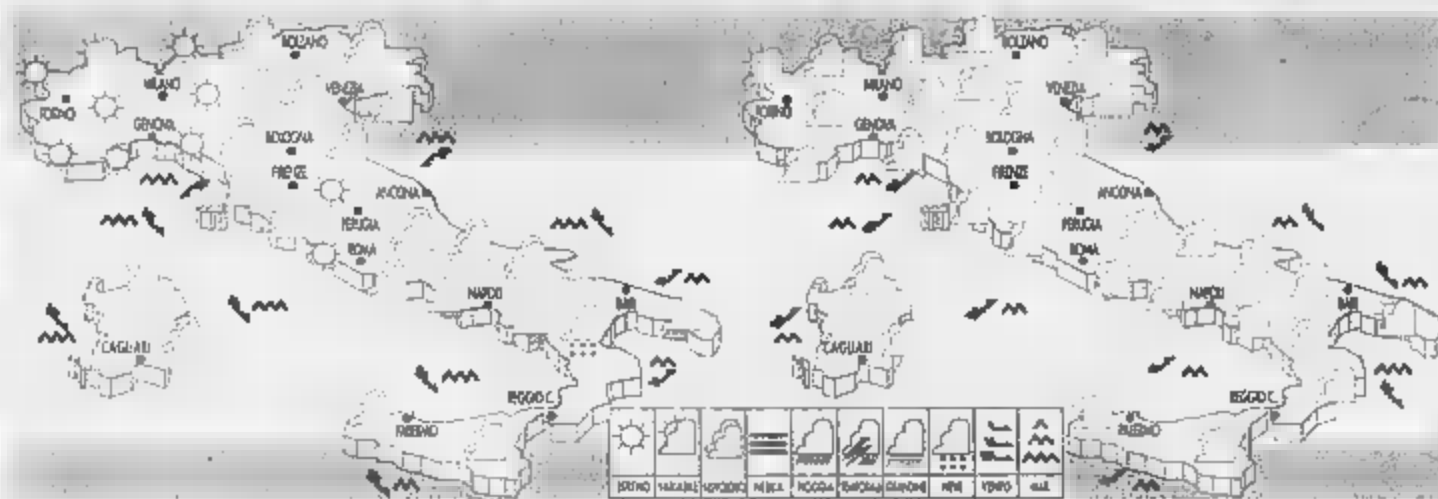 BOLZANO
MILANO
VENEZIA
TORINO
GENOVA
BOLOGNA
FIRENZE
ANCONA
PERUGIA
ROMA
NAPOLI
BARI
CAGLIARI
REGGIO C.
PALERMO
BOLZANO
MILANO
VENEZIA
TORINO
GENOVA
BOLOGNA
FIRENZE
ANCONA
PERUGIA
ROMA
NAPOLI
BARI
CAGLIARI
REGGIO C.
PALERMO
SERENO VARIABILE NUVOLOSO NEBBIA PIOGGIA TEMPORALE GRANDINE NEVE VENTO MARE